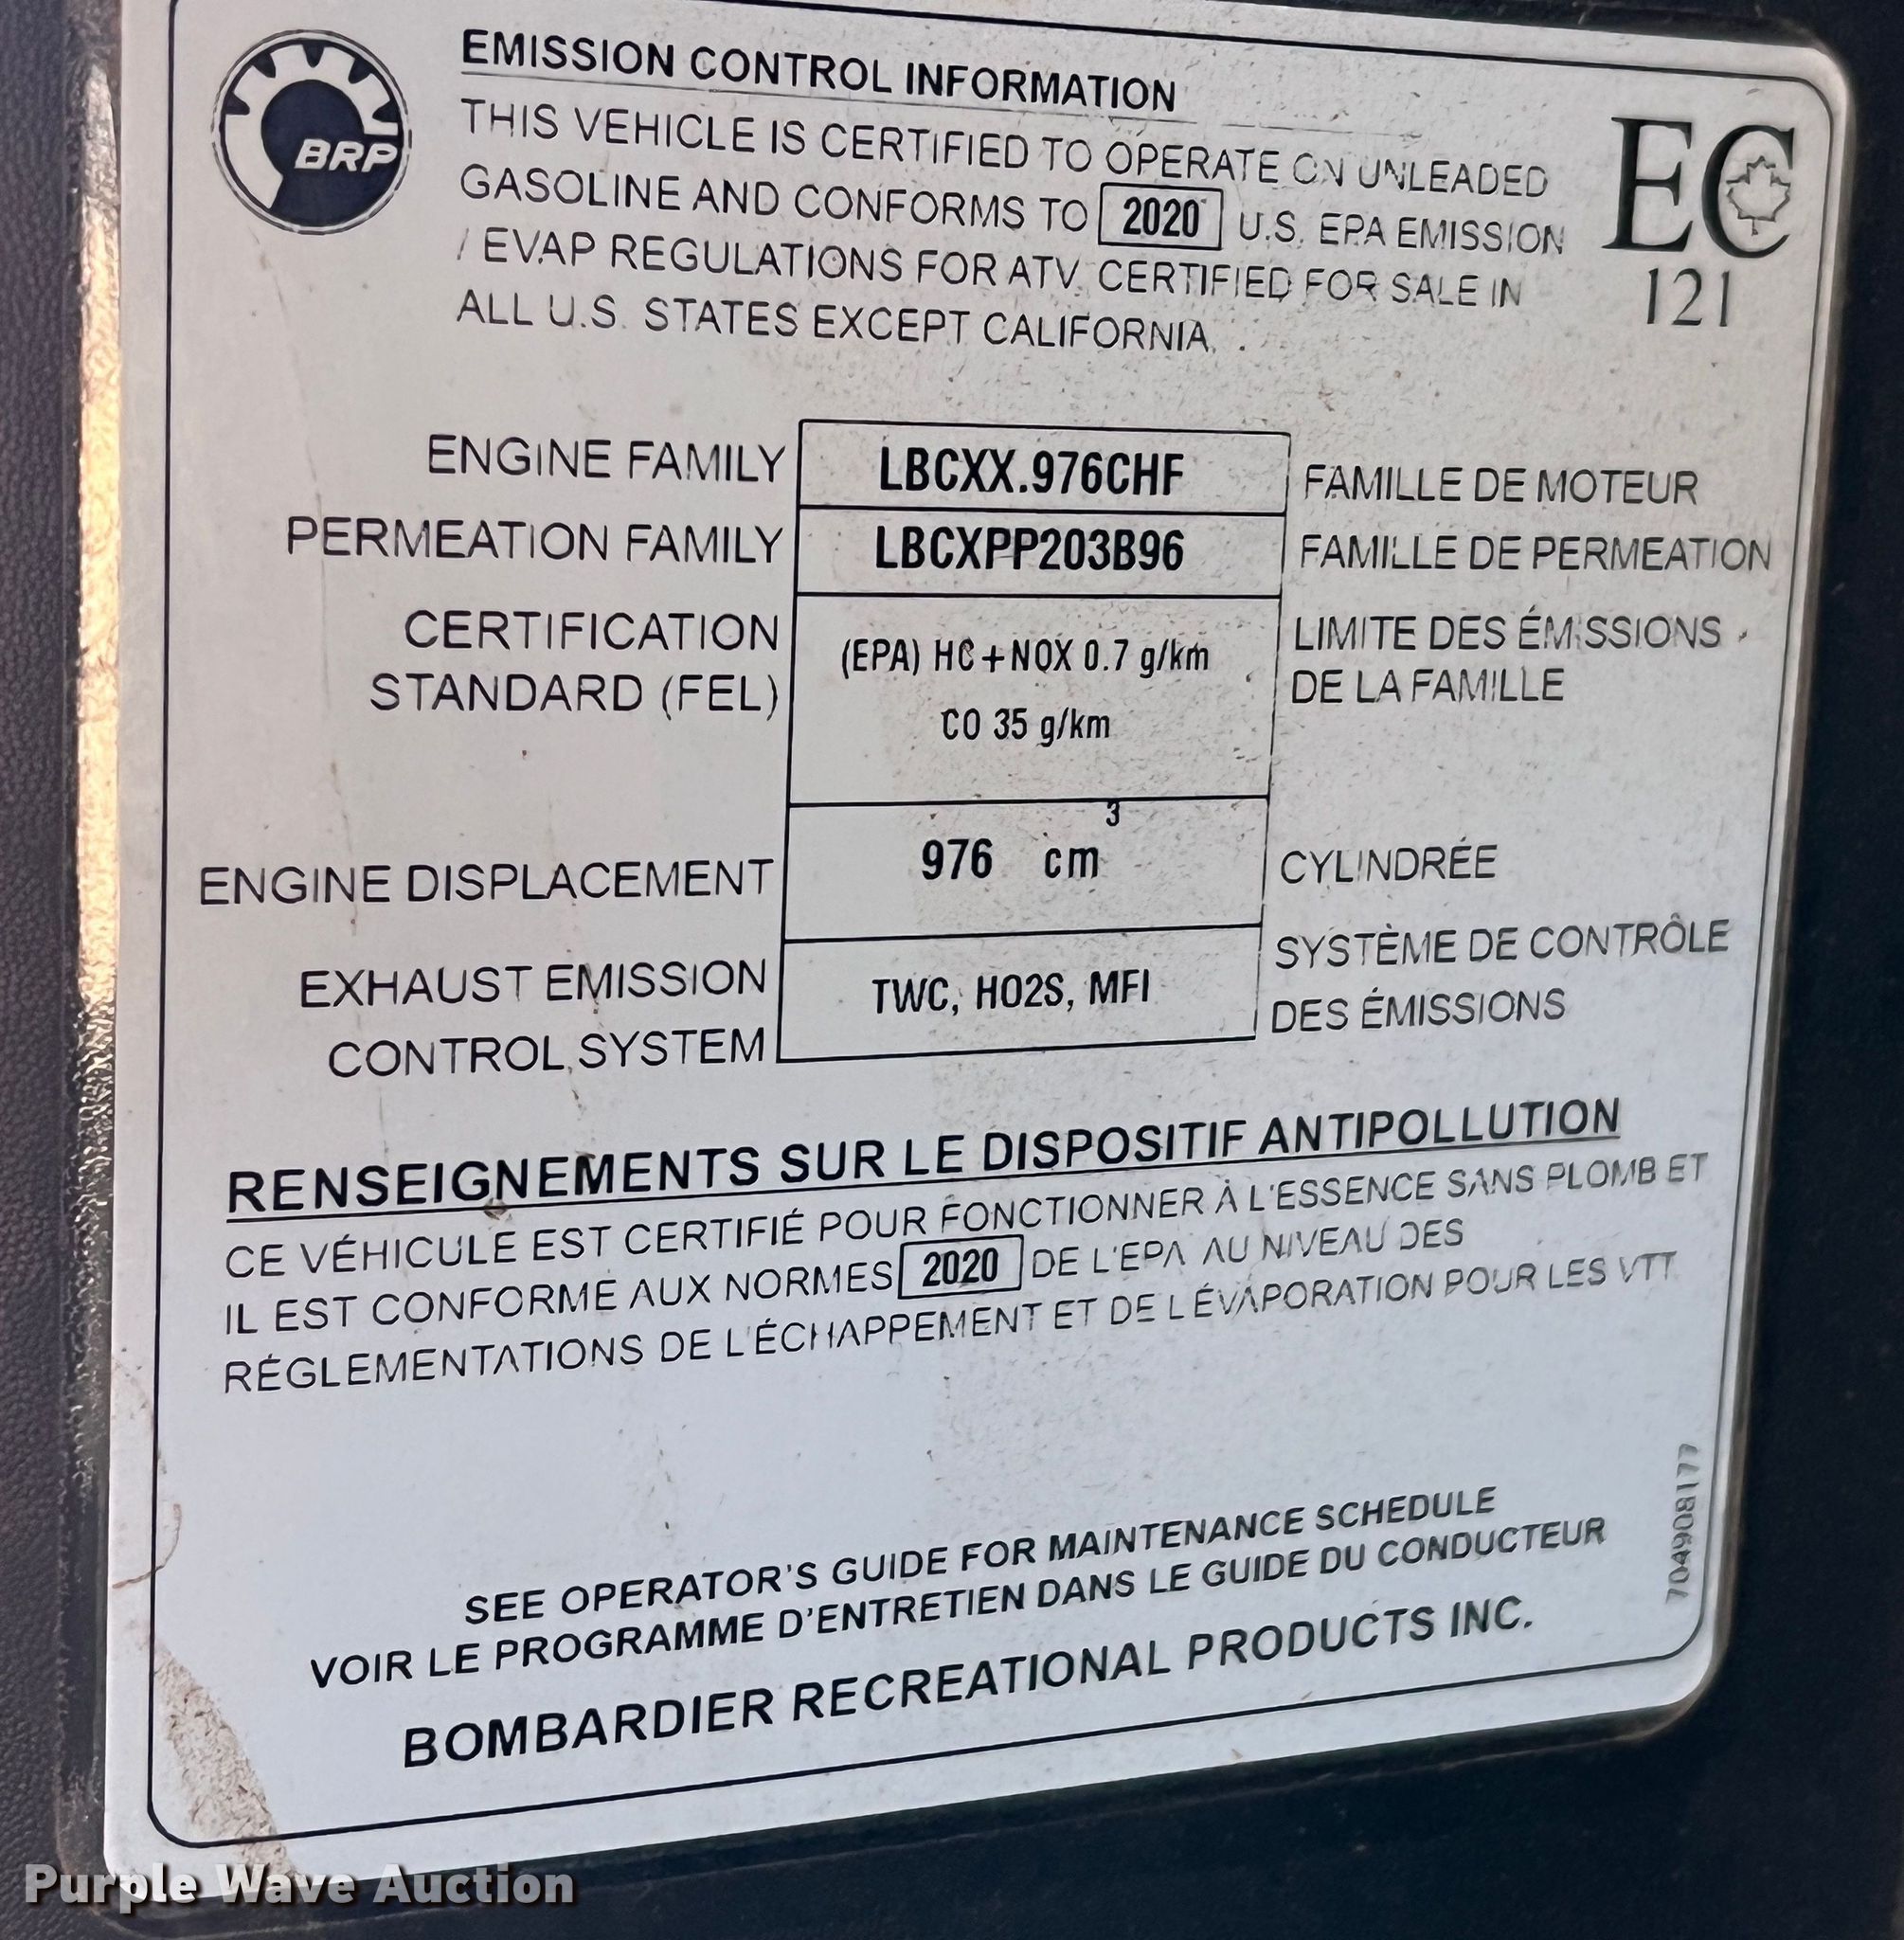 BRP
EMISSION CONTROL INFORMATION
THIS VEHICLE IS CERTIFIED TO OPERATE ON UNLEADED
GASOLINE AND CONFORMS TO 2020 U.S. EPA EMISSION
/ EVAP REGULATIONS FOR ATV. CERTIFIED FOR SALE IN
ALL U.S. STATES EXCEPT CALIFORNIA.
EC
121
ENGINE FAMILY LBCXX.976CHF FAMILLE DE MOTEUR
PERMEATION FAMILY LBCXPP203B96 FAMILLE DE PERMEATION
CERTIFICATION (EPA) HC+NOX 0.7 g/km LIMITE DES ÉMISSIONS
STANDARD (FEL) CO 35 g/km DE LA FAMILLE
ENGINE DISPLACEMENT 976 cm³ CYLINDRÉE
EXHAUST EMISSION TWC, HO2S, MFI SYSTÈME DE CONTRÔLE
CONTROL SYSTEM DES ÉMISSIONS
RENSEIGNEMENTS SUR LE DISPOSITIF ANTIPOLLUTION
CE VÉHICULE EST CERTIFIÉ POUR FONCTIONNER À L'ESSENCE SANS PLOMB ET
IL EST CONFORME AUX NORMES 2020 DE L'EPA AU NIVEAU DES
RÉGLEMENTATIONS DE L'ÉCHAPPEMENT ET DE L'ÉVAPORATION POUR LES VTT
SEE OPERATOR'S GUIDE FOR MAINTENANCE SCHEDULE
VOIR LE PROGRAMME D'ENTRETIEN DANS LE GUIDE DU CONDUCTEUR
BOMBARDIER RECREATIONAL PRODUCTS INC.
704908177
Purple Wave Auction